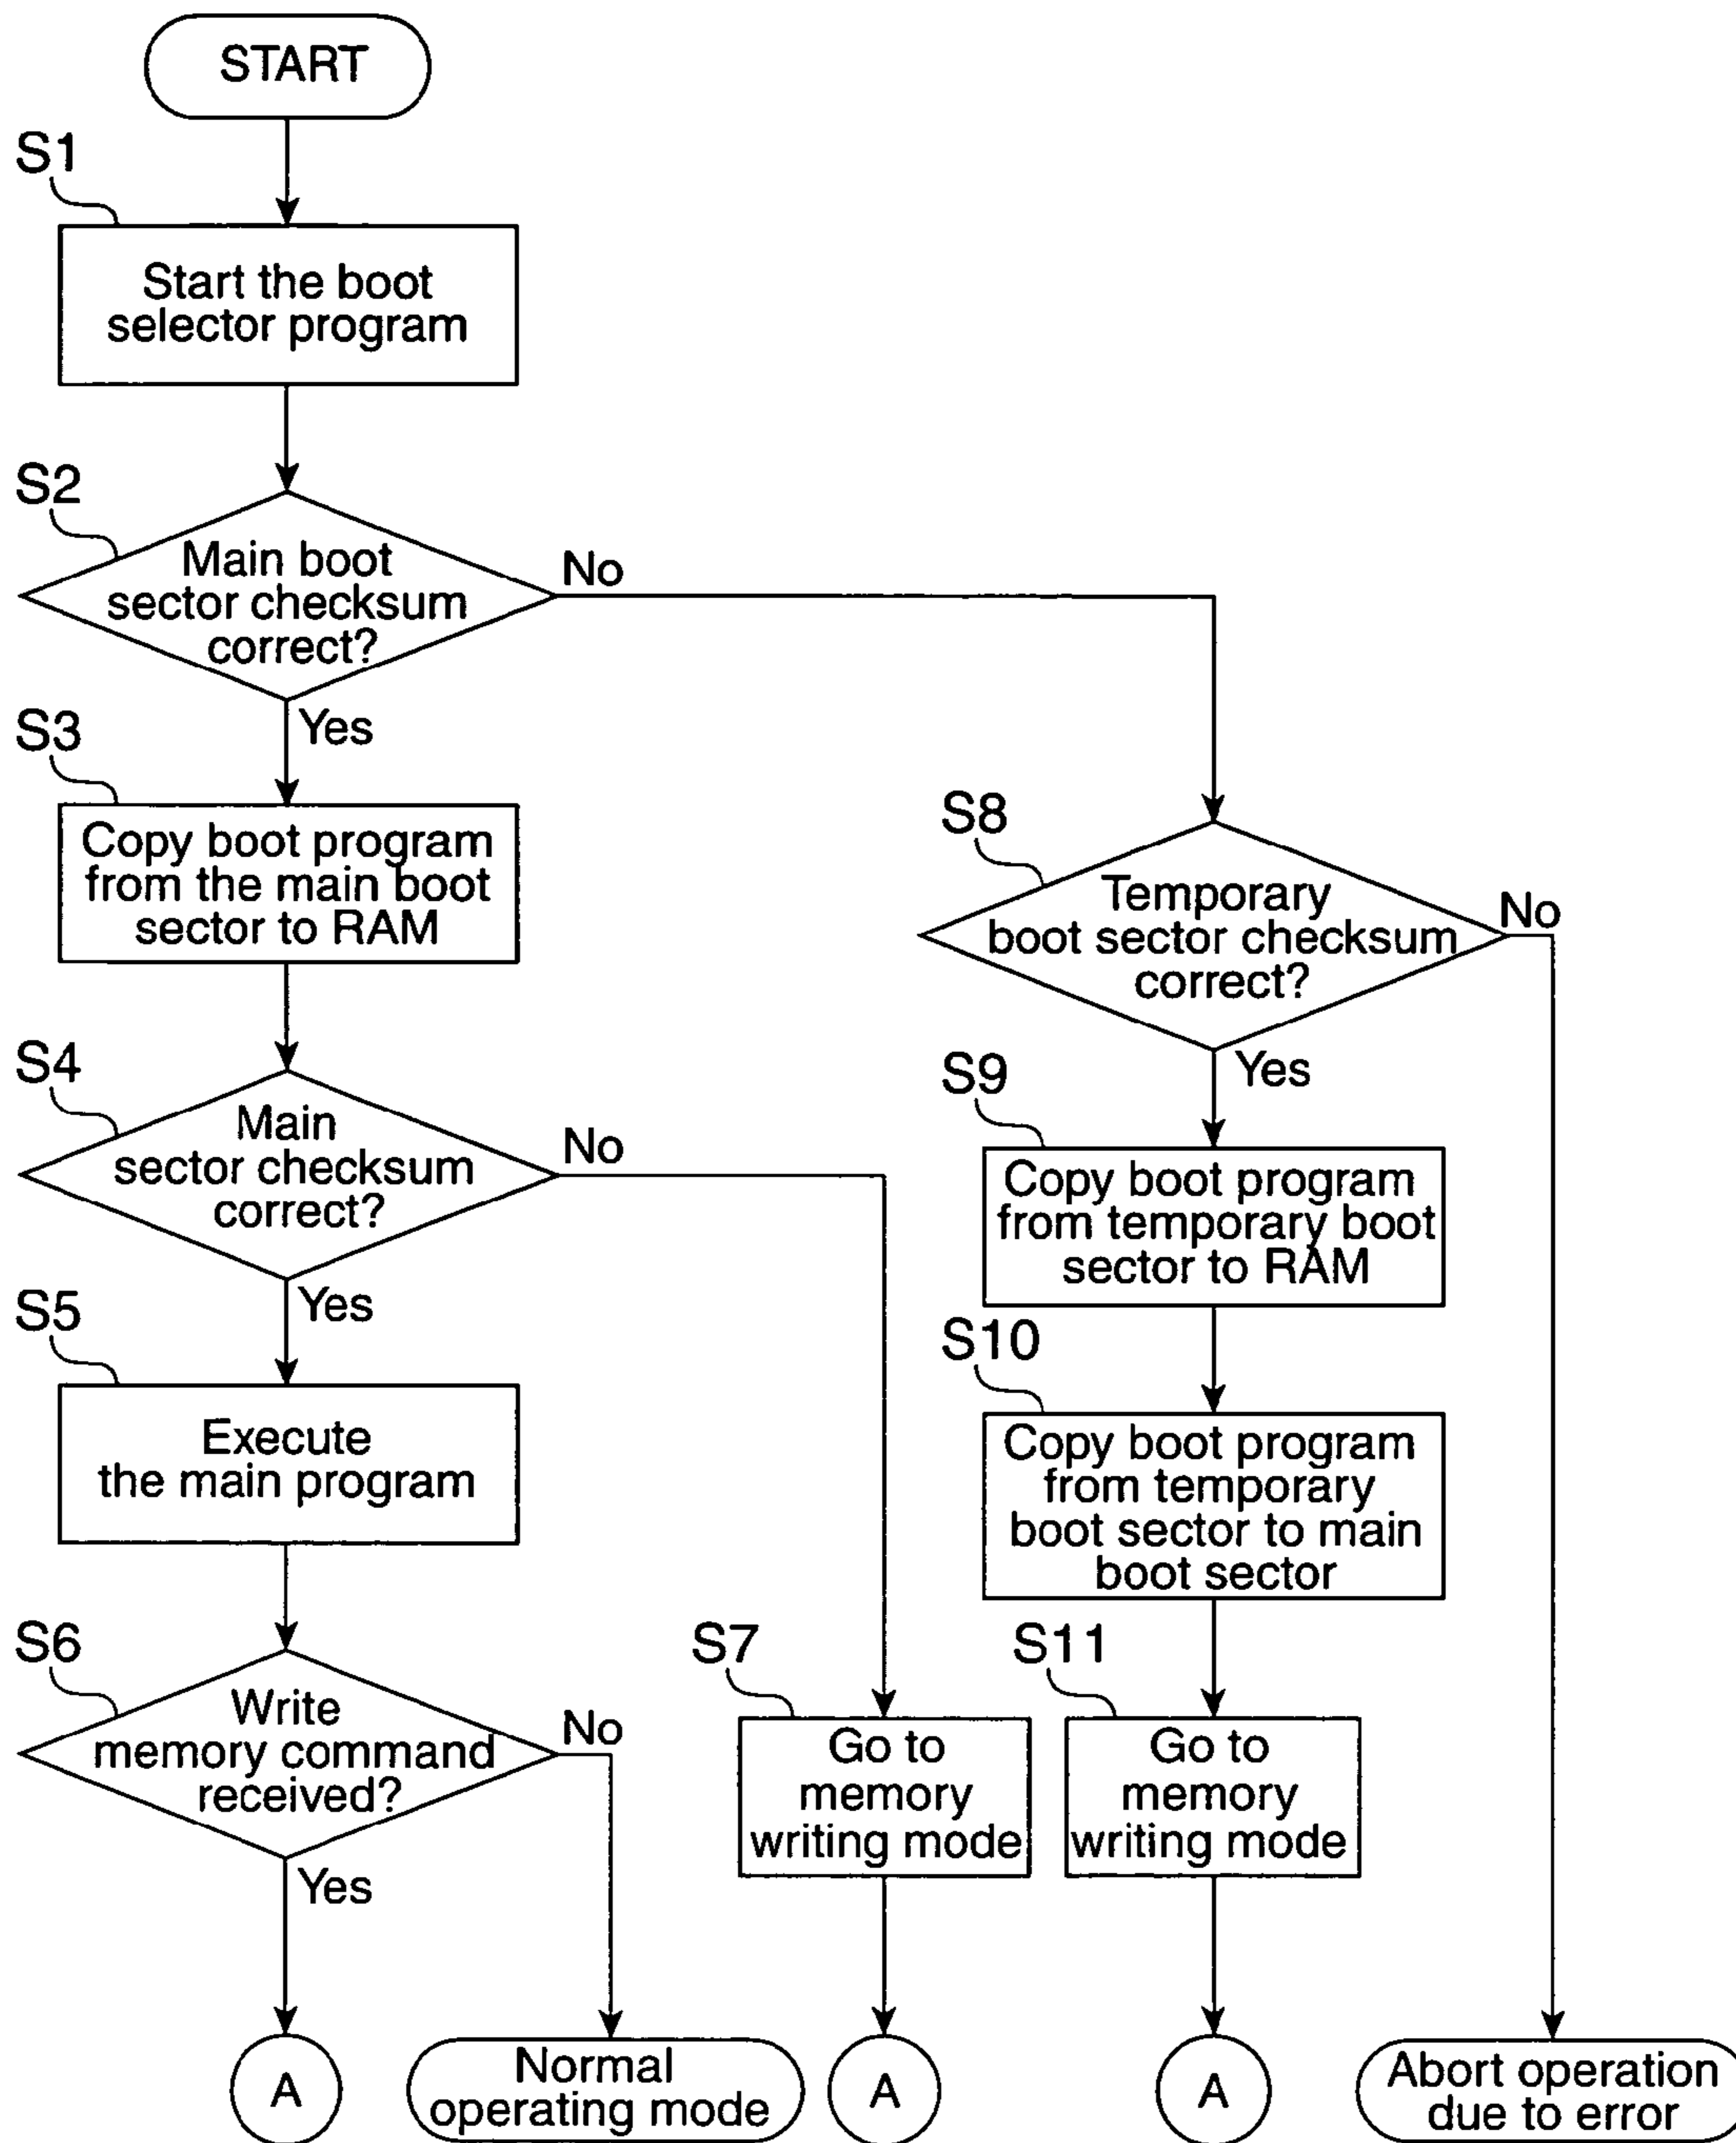 START
S1
Start the boot
selector program
S2
Main boot
sector checksum
correct?
No
Yes
S3
Copy boot program
from the main boot
sector to RAM
S4
Main
sector checksum
correct?
No
Yes
S5
Execute
the main program
S6
Write
memory command
received?
No
Yes
A
Normal
operating mode
S7
Go to
memory
writing mode
A
S8
Temporary
boot sector checksum
correct?
No
Yes
S9
Copy boot program
from temporary boot
sector to RAM
S10
Copy boot program
from temporary
boot sector to main
boot sector
S11
Go to
memory
writing mode
A
Abort operation
due to error